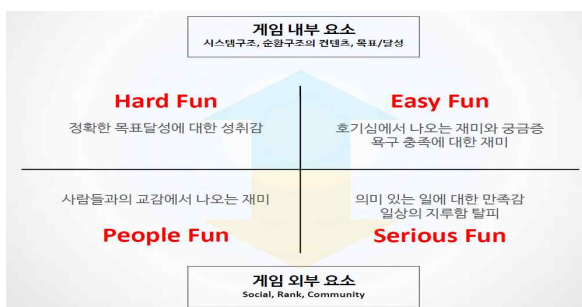 게임 내부 요소
시스템구조, 순환구조의 컨텐츠, 목표/달성
Hard Fun
정확한 목표달성에 대한 성취감
Easy Fun
호기심에서 나오는 재미와 궁금증
욕구 충족에 대한 재미
사람들과의 교감에서 나오는 재미
People Fun
의미 있는 일에 대한 만족감
일상의 지루함 탈피
Serious Fun
게임 외부 요소
Social, Rank, Community